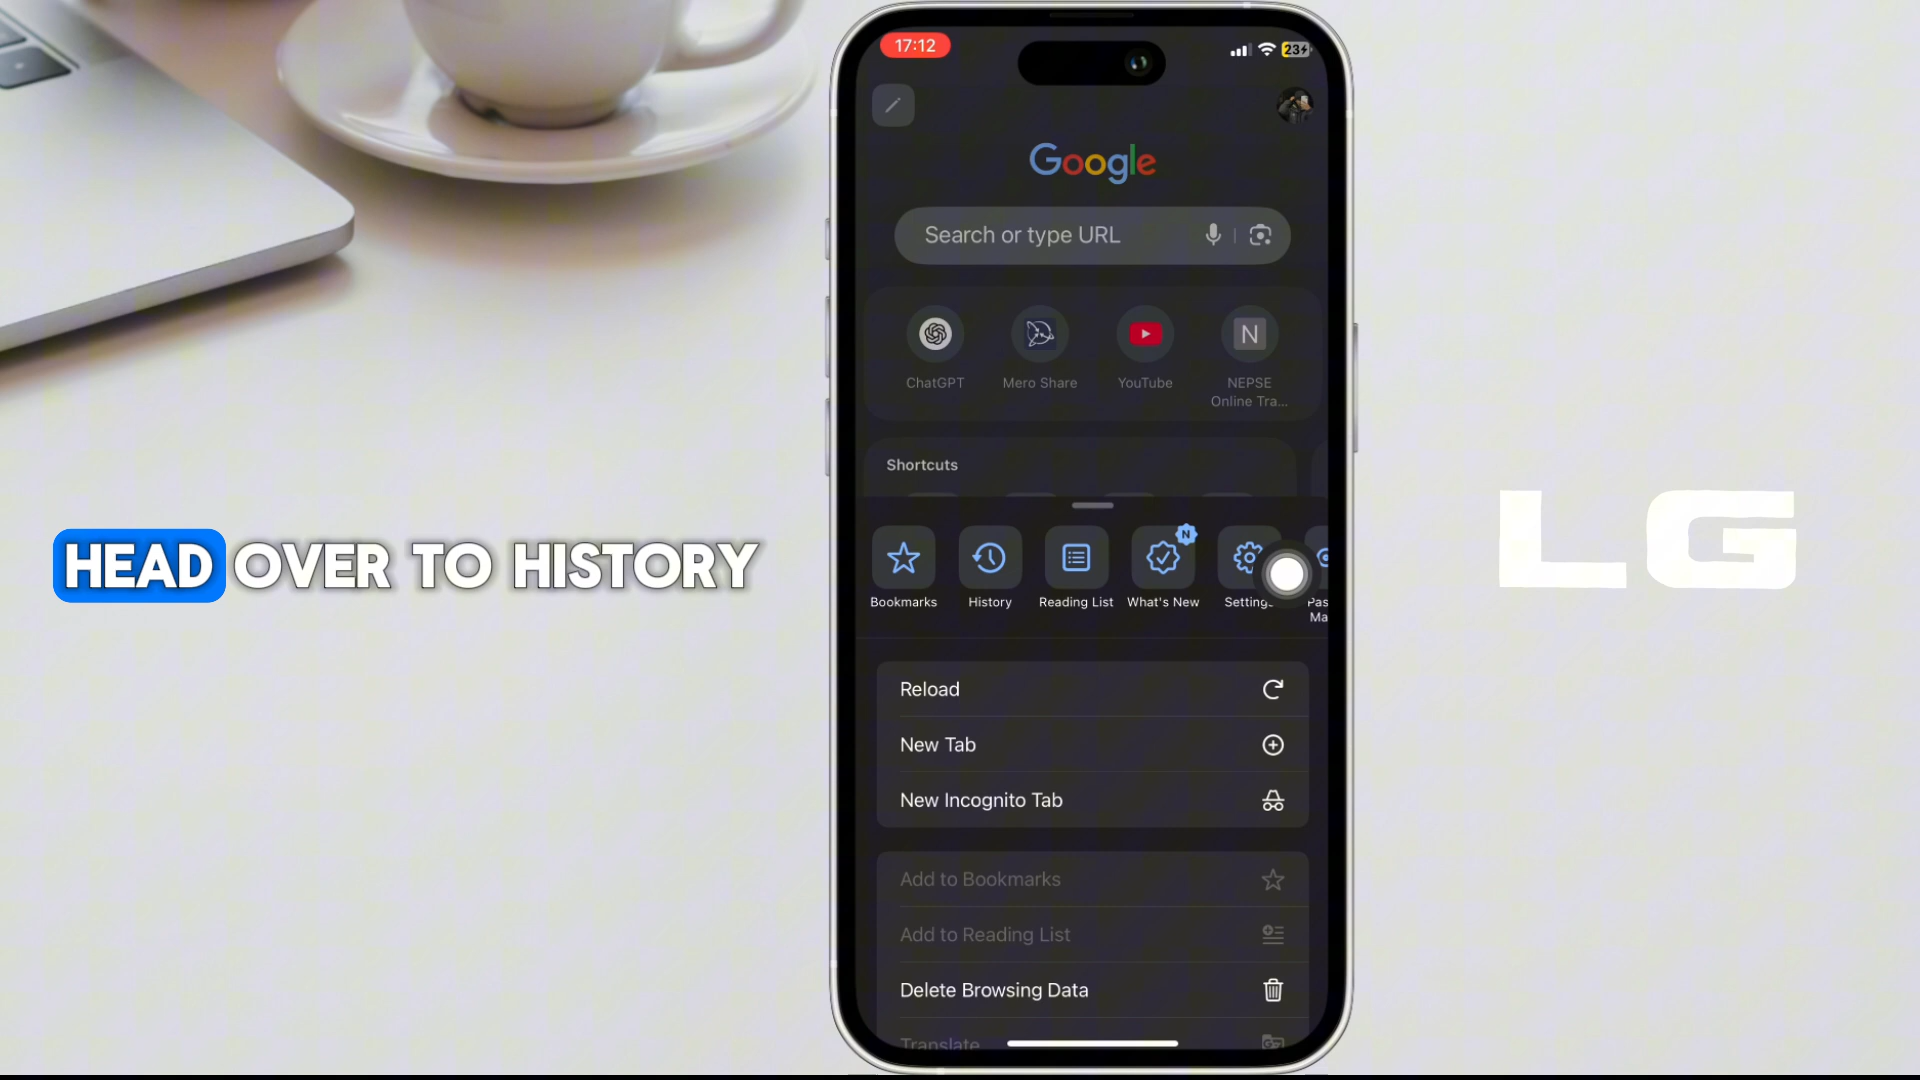 17:12
23
Google
Search or type URL
ChatGPT
Mero Share
YouTube
N
NEPSE
Online Tra...
Shortcuts
HEAD OVER TO HISTORY
LG
N
Bookmarks
History
Reading List
What's New
Settings
Pas
Ma
Reload
New Tab
New Incognito Tab
Add to Bookmarks
Add to Reading List
Delete Browsing Data
Translate